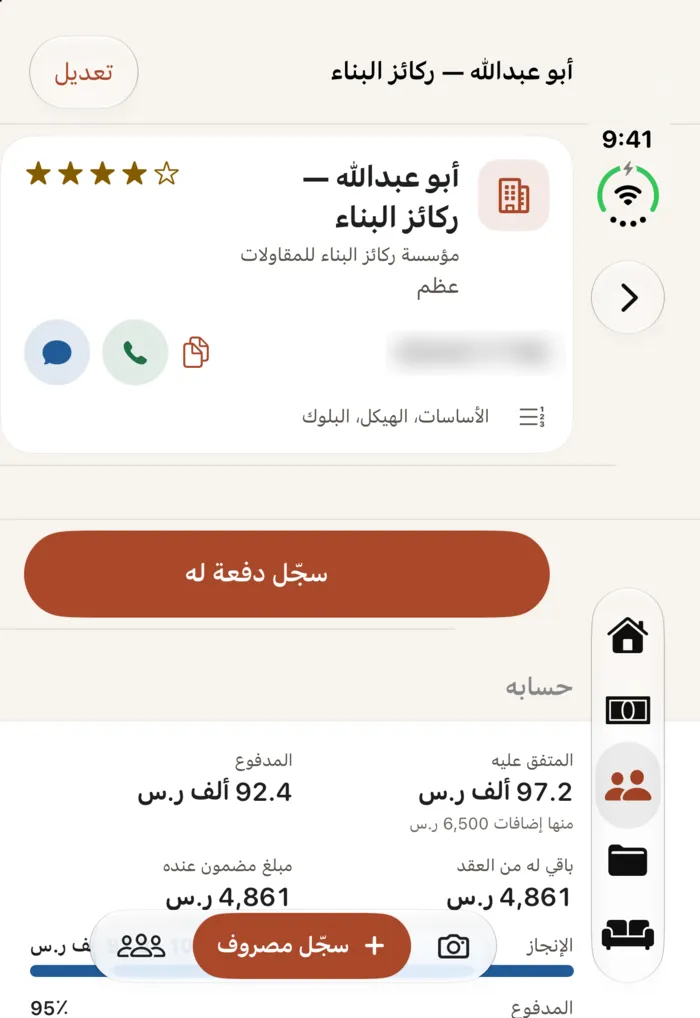 أبو عبدالله — ركائز البناء
تعديل
9:41
أبو عبدالله —
ركائز البناء
مؤسسة ركائز البناء للمقاولات
عظم
الأساسات، الهيكل، البلوك
سجّل دفعة له
حسابه
المتفق عليه
97.2 ألف ر.س
منها إضافات 6,500 ر.س
المدفوع
92.4 ألف ر.س
باقي له من العقد
4,861 ر.س
مبلغ مضمون عنده
4,861 ر.س
الإنجاز
ر.س
+ سجّل مصروف
المدفوع
95٪